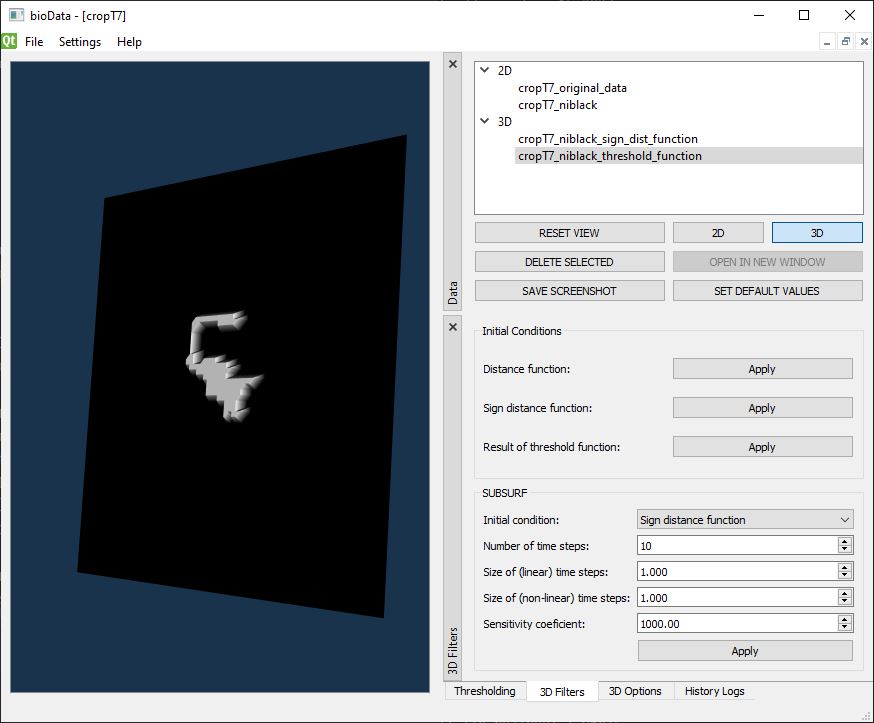 bioData - [cropT7]
Qt File Settings Help
2D
cropT7_original_data
cropT7_niblack
3D
cropT7_niblack_sign_dist_function
cropT7_niblack_threshold_function
RESET VIEW 2D 3D
DELETE SELECTED OPEN IN NEW WINDOW
SAVE SCREENSHOT SET DEFAULT VALUES
Data
Initial Conditions
Distance function: Apply
Sign distance function: Apply
Result of threshold function: Apply
SUBSURF
Initial condition: Sign distance function
Number of time steps: 10
Size of (linear) time steps: 1.000
Size of (non-linear) time steps: 1.000
Sensitivity coeficient: 1000.00
Apply
3D Filters
Thresholding 3D Filters 3D Options History Logs